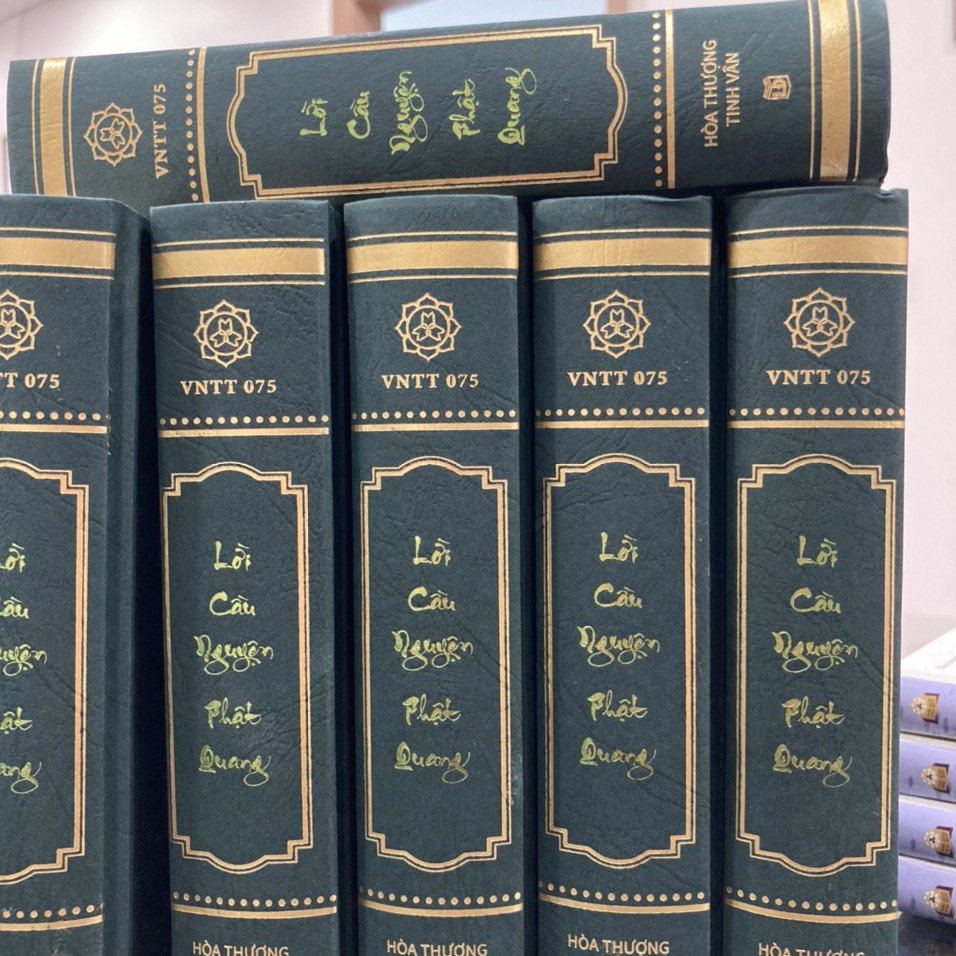 VNTT 075
Lời
Cầu
Nguyện
Phật
Quang
HÒA THƯỢNG
TINH VÂN
VNTT 075
VNTT 075
VNTT 075
VNTT 075
Lời
Cầu
Nguyện
Phật
Quang
HÒA THƯỢNG
Lời
Cầu
Nguyện
Phật
Quang
HÒA THƯỢNG
Lời
Cầu
Nguyện
Phật
Quang
HÒA THƯỢNG
Lời
Cầu
Nguyện
Phật
Quang
HÒA THƯỢNG